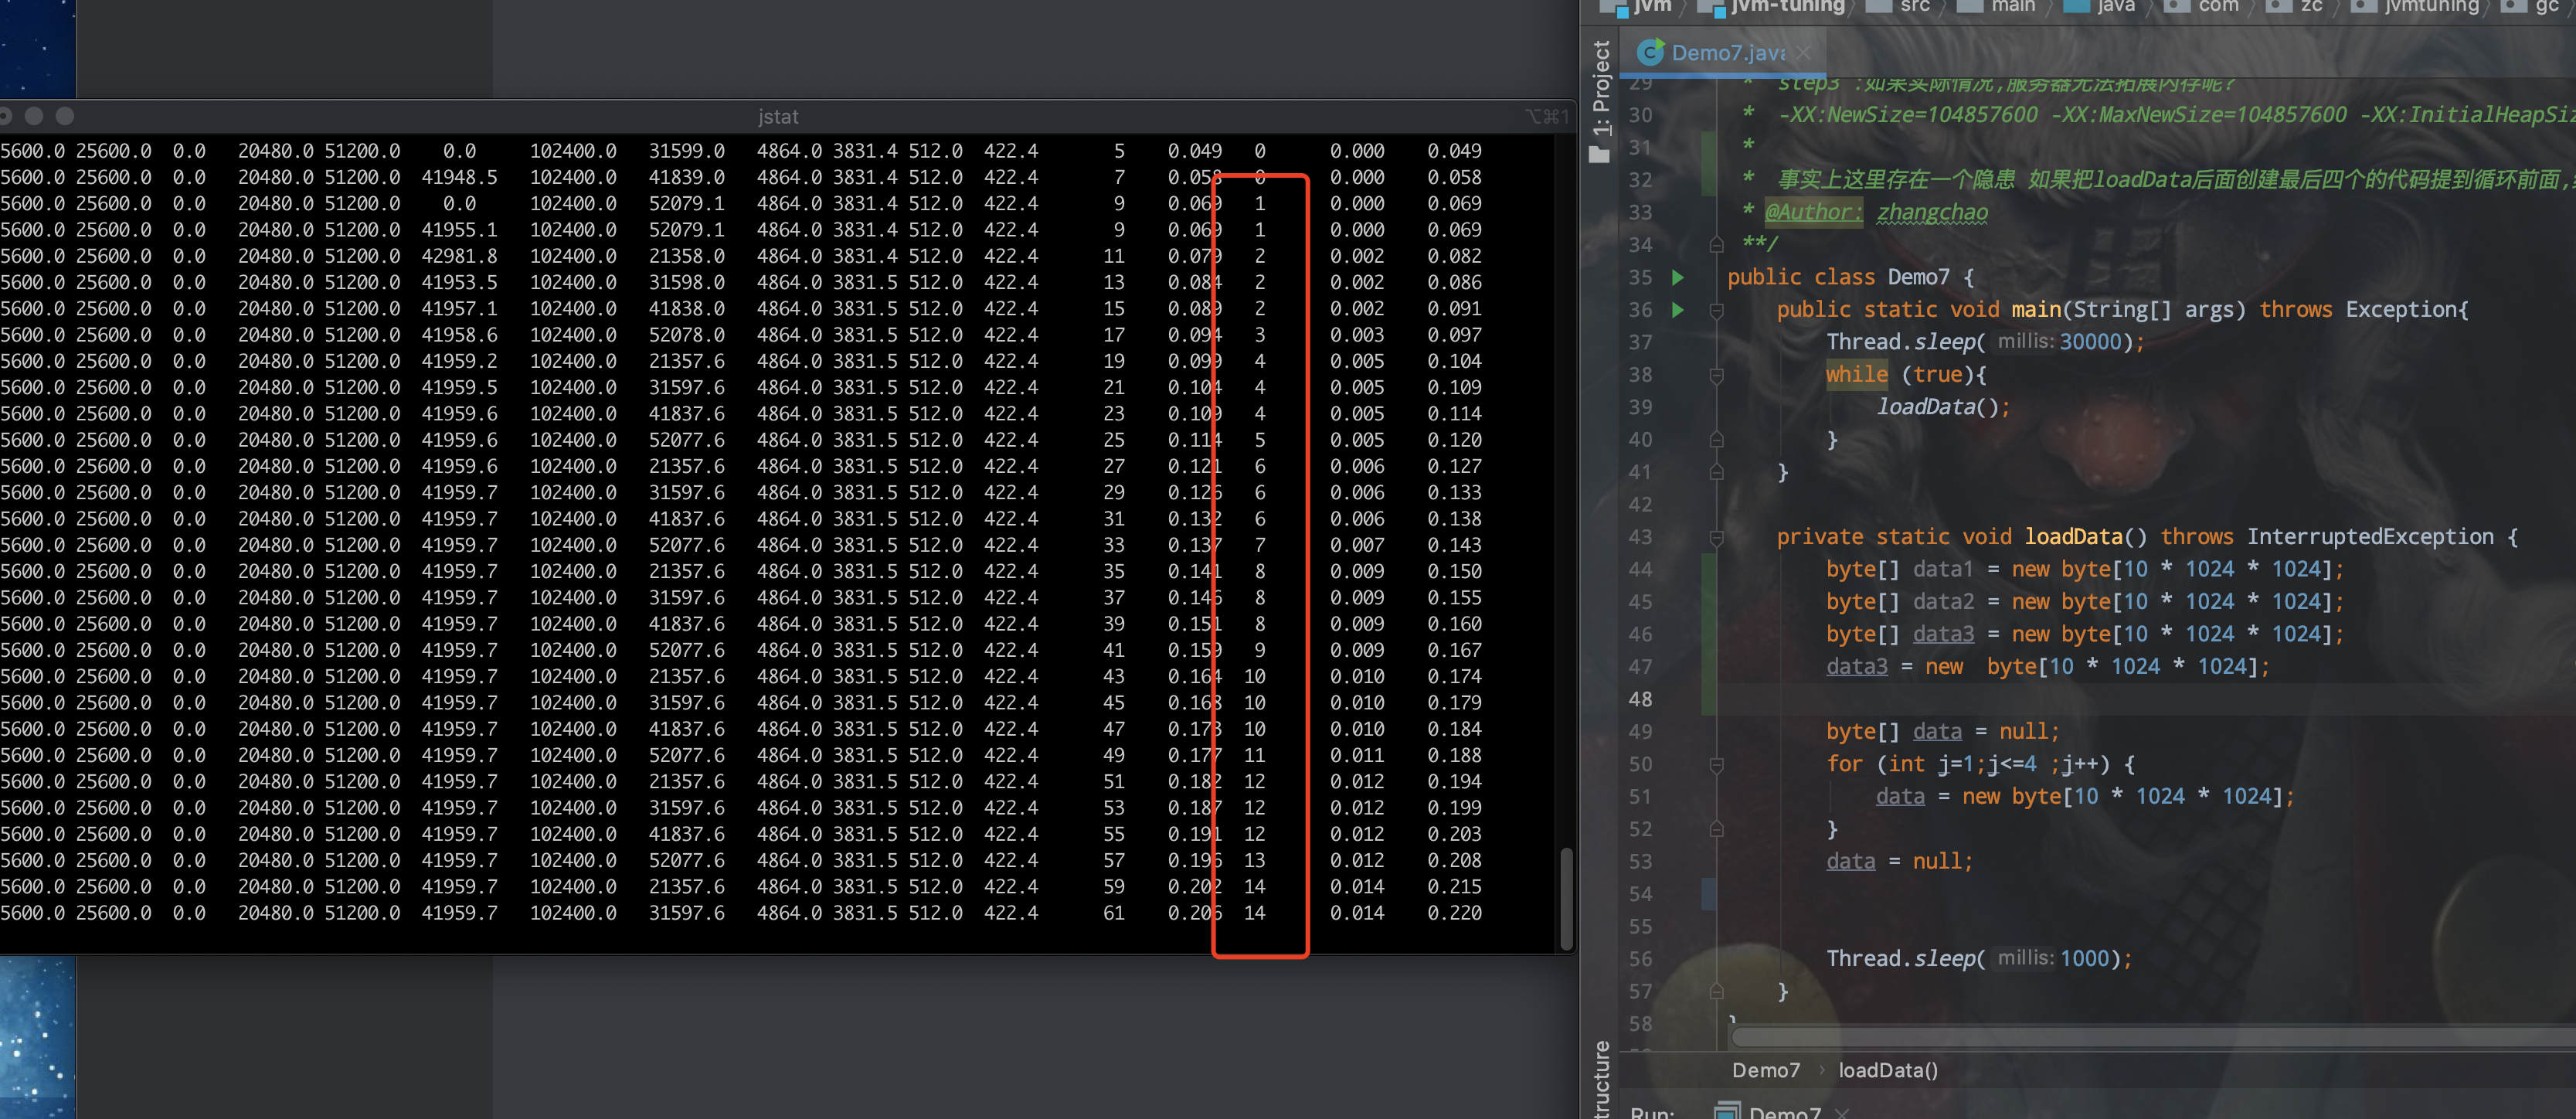 jstat
⌥⌘1
5600.0 25600.0 0.0 20480.0 51200.0 0.0 102400.0 31599.0 4864.0 3831.4 512.0 422.4 5 0.049 0 0.000 0.049
5600.0 25600.0 0.0 20480.0 51200.0 41948.5 102400.0 41839.0 4864.0 3831.4 512.0 422.4 7 0.058 0 0.000 0.058
5600.0 25600.0 0.0 20480.0 51200.0 0.0 102400.0 52079.1 4864.0 3831.4 512.0 422.4 9 0.069 1 0.000 0.069
5600.0 25600.0 0.0 20480.0 51200.0 41955.1 102400.0 52079.1 4864.0 3831.4 512.0 422.4 9 0.069 1 0.000 0.069
5600.0 25600.0 0.0 20480.0 51200.0 42981.8 102400.0 21358.0 4864.0 3831.4 512.0 422.4 11 0.079 2 0.002 0.082
5600.0 25600.0 0.0 20480.0 51200.0 41953.5 102400.0 31598.0 4864.0 3831.5 512.0 422.4 13 0.084 2 0.002 0.086
5600.0 25600.0 0.0 20480.0 51200.0 41957.1 102400.0 41838.0 4864.0 3831.5 512.0 422.4 15 0.089 2 0.002 0.091
5600.0 25600.0 0.0 20480.0 51200.0 41958.6 102400.0 52078.0 4864.0 3831.5 512.0 422.4 17 0.094 3 0.003 0.097
5600.0 25600.0 0.0 20480.0 51200.0 41959.2 102400.0 21357.6 4864.0 3831.5 512.0 422.4 19 0.099 4 0.005 0.104
5600.0 25600.0 0.0 20480.0 51200.0 41959.5 102400.0 31597.6 4864.0 3831.5 512.0 422.4 21 0.104 4 0.005 0.109
5600.0 25600.0 0.0 20480.0 51200.0 41959.6 102400.0 41837.6 4864.0 3831.5 512.0 422.4 23 0.109 4 0.005 0.114
5600.0 25600.0 0.0 20480.0 51200.0 41959.6 102400.0 52077.6 4864.0 3831.5 512.0 422.4 25 0.114 5 0.005 0.120
5600.0 25600.0 0.0 20480.0 51200.0 41959.6 102400.0 21357.6 4864.0 3831.5 512.0 422.4 27 0.121 6 0.006 0.127
5600.0 25600.0 0.0 20480.0 51200.0 41959.7 102400.0 31597.6 4864.0 3831.5 512.0 422.4 29 0.126 6 0.006 0.133
5600.0 25600.0 0.0 20480.0 51200.0 41959.7 102400.0 41837.6 4864.0 3831.5 512.0 422.4 31 0.132 6 0.006 0.138
5600.0 25600.0 0.0 20480.0 51200.0 41959.7 102400.0 52077.6 4864.0 3831.5 512.0 422.4 33 0.137 7 0.007 0.143
5600.0 25600.0 0.0 20480.0 51200.0 41959.7 102400.0 21357.6 4864.0 3831.5 512.0 422.4 35 0.141 8 0.009 0.150
5600.0 25600.0 0.0 20480.0 51200.0 41959.7 102400.0 31597.6 4864.0 3831.5 512.0 422.4 37 0.146 8 0.009 0.155
5600.0 25600.0 0.0 20480.0 51200.0 41959.7 102400.0 41837.6 4864.0 3831.5 512.0 422.4 39 0.151 8 0.009 0.160
5600.0 25600.0 0.0 20480.0 51200.0 41959.7 102400.0 52077.6 4864.0 3831.5 512.0 422.4 41 0.159 9 0.009 0.167
5600.0 25600.0 0.0 20480.0 51200.0 41959.7 102400.0 21357.6 4864.0 3831.5 512.0 422.4 43 0.164 10 0.010 0.174
5600.0 25600.0 0.0 20480.0 51200.0 41959.7 102400.0 31597.6 4864.0 3831.5 512.0 422.4 45 0.168 10 0.010 0.179
5600.0 25600.0 0.0 20480.0 51200.0 41959.7 102400.0 41837.6 4864.0 3831.5 512.0 422.4 47 0.173 10 0.010 0.184
5600.0 25600.0 0.0 20480.0 51200.0 41959.7 102400.0 52077.6 4864.0 3831.5 512.0 422.4 49 0.177 11 0.011 0.188
5600.0 25600.0 0.0 20480.0 51200.0 41959.7 102400.0 21357.6 4864.0 3831.5 512.0 422.4 51 0.182 12 0.012 0.194
5600.0 25600.0 0.0 20480.0 51200.0 41959.7 102400.0 31597.6 4864.0 3831.5 512.0 422.4 53 0.187 12 0.012 0.199
5600.0 25600.0 0.0 20480.0 51200.0 41959.7 102400.0 41837.6 4864.0 3831.5 512.0 422.4 55 0.191 12 0.012 0.203
5600.0 25600.0 0.0 20480.0 51200.0 41959.7 102400.0 52077.6 4864.0 3831.5 512.0 422.4 57 0.196 13 0.012 0.208
5600.0 25600.0 0.0 20480.0 51200.0 41959.7 102400.0 21357.6 4864.0 3831.5 512.0 422.4 59 0.202 14 0.014 0.215
5600.0 25600.0 0.0 20480.0 51200.0 41959.7 102400.0 31597.6 4864.0 3831.5 512.0 422.4 61 0.206 14 0.014 0.220
jvm jvm-tuning src main java com zc jvmtuning gc
1: Project
Demo7.java
29 * step3 :如果实际情况,服务器无法拓展内存呢?
30 * -XX:NewSize=104857600 -XX:MaxNewSize=104857600 -XX:InitialHeapSiz
31 *
32 * 事实上这里存在一个隐患 如果把loadData后面创建最后四个的代码提到循环前面,
33 * @Author: zhangchao
34 **/
35 public class Demo7 {
36 public static void main(String[] args) throws Exception{
37 Thread.sleep( millis: 30000);
38 while (true){
39 loadData();
40 }
41 }
42
43 private static void loadData() throws InterruptedException {
44 byte[] data1 = new byte[10 * 1024 * 1024];
45 byte[] data2 = new byte[10 * 1024 * 1024];
46 byte[] data3 = new byte[10 * 1024 * 1024];
47 data3 = new byte[10 * 1024 * 1024];
48
49 byte[] data = null;
50 for (int j=1;j<=4 ;j++) {
51 data = new byte[10 * 1024 * 1024];
52 }
53 data = null;
54
55
56 Thread.sleep( millis: 1000);
57 }
58 }
Demo7 › loadData()
ructure
Run: Demo7